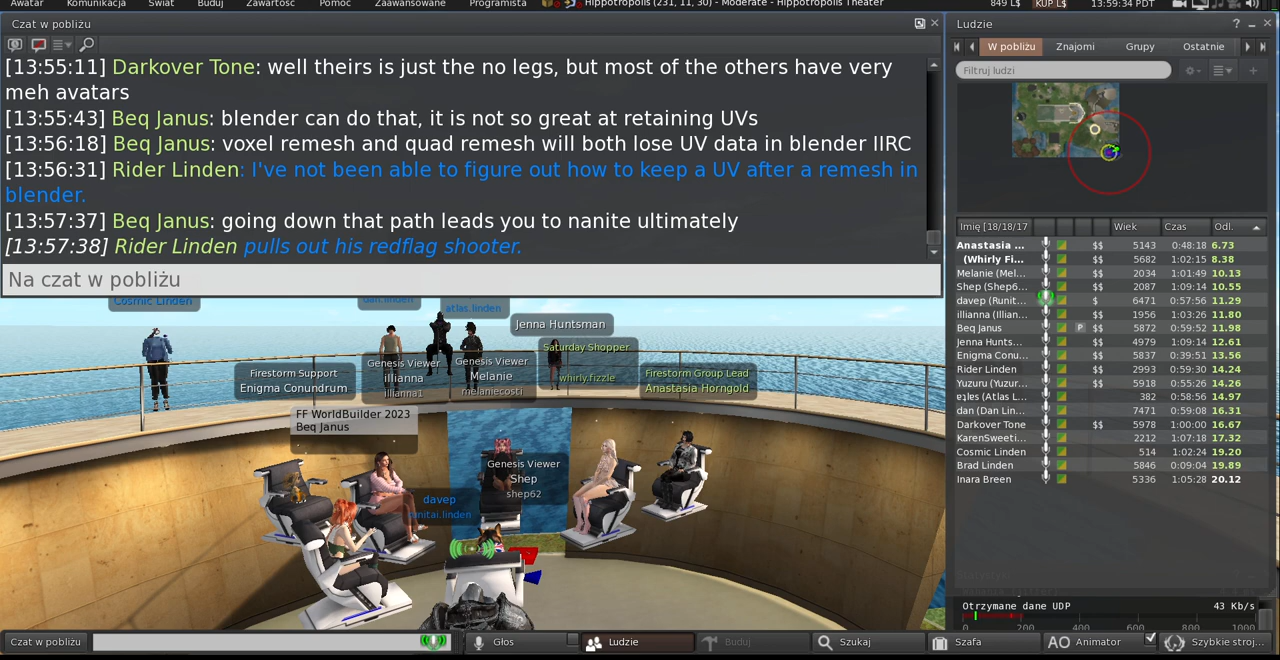 Awatar Komunikacja Świat Buduj Zawartość Pomoc Zaawansowane Programista Hippotropolis (231, 11, 30) - Moderate - Hippotropolis Theater 849 L$ KUP L$ 13:59:34 PDT
Czat w pobliżu
[13:55:11] Darkover Tone: well theirs is just the no legs, but most of the others have very
meh avatars
[13:55:43] Beq Janus: blender can do that, it is not so great at retaining UVs
[13:56:18] Beq Janus: voxel remesh and quad remesh will both lose UV data in blender IIRC
[13:56:31] Rider Linden: I've not been able to figure out how to keep a UV after a remesh in
blender.
[13:57:37] Beq Janus: going down that path leads you to nanite ultimately
[13:57:38] Rider Linden pulls out his redflag shooter.
Na czat w pobliżu
Cosmic Linden
dan.linden
atlas.linden
Jenna Huntsman
Saturday Shopper
whirly.fizzle
Genesis Viewer
illianna
illianna1
Genesis Viewer
Melanie
melaniecosti
Firestorm Support
Enigma Conundrum
Firestorm Group Lead
Anastasia Horngold
FF WorldBuilder 2023
Beq Janus
Genesis Viewer
Shep
shep62
davep
Ludzie
? _ ×
W pobliżu Znajomi Grupy Ostatnie
Filtruj ludzi
Imię [18/18/17 Wiek Czas Odl.
Anastasia ... $$ 5143 0:48:18 6.73
(Whirly Fi... $$ 5682 1:02:15 8.38
Melanie (Mel... $$ 2034 1:01:49 10.13
Shep (Shep6... $$ 2087 1:09:14 10.55
davep (Runit... $ 6471 0:57:56 11.29
illianna (Illian... $$ 1956 1:03:26 11.80
Beq Janus P $$ 5872 0:59:52 11.98
Jenna Hunts... $$ 4979 1:09:14 12.61
Enigma Conu... $$ 5837 0:39:51 13.56
Rider Linden $$ 2993 0:59:30 14.24
Yuzuru (Yuzur... $$ 5918 0:55:26 14.26
(Atlas L... 382 0:58:56 14.97
dan (Dan Lin... 7471 0:59:08 16.31
Darkover Tone $$ 5978 1:00:00 16.67
KarenSweeti... 2212 1:07:18 17.32
Cosmic Linden 514 1:02:24 19.20
Brad Linden 5846 0:09:04 19.89
Inara Breen 5336 1:05:28 20.12
Otrzymane dane UDP 43 Kb/s
0 200 400 600 800 1000
Czat w pobliżu Głos Ludzie Buduj Szukaj Szafa AO Animator Szybkie stroj...